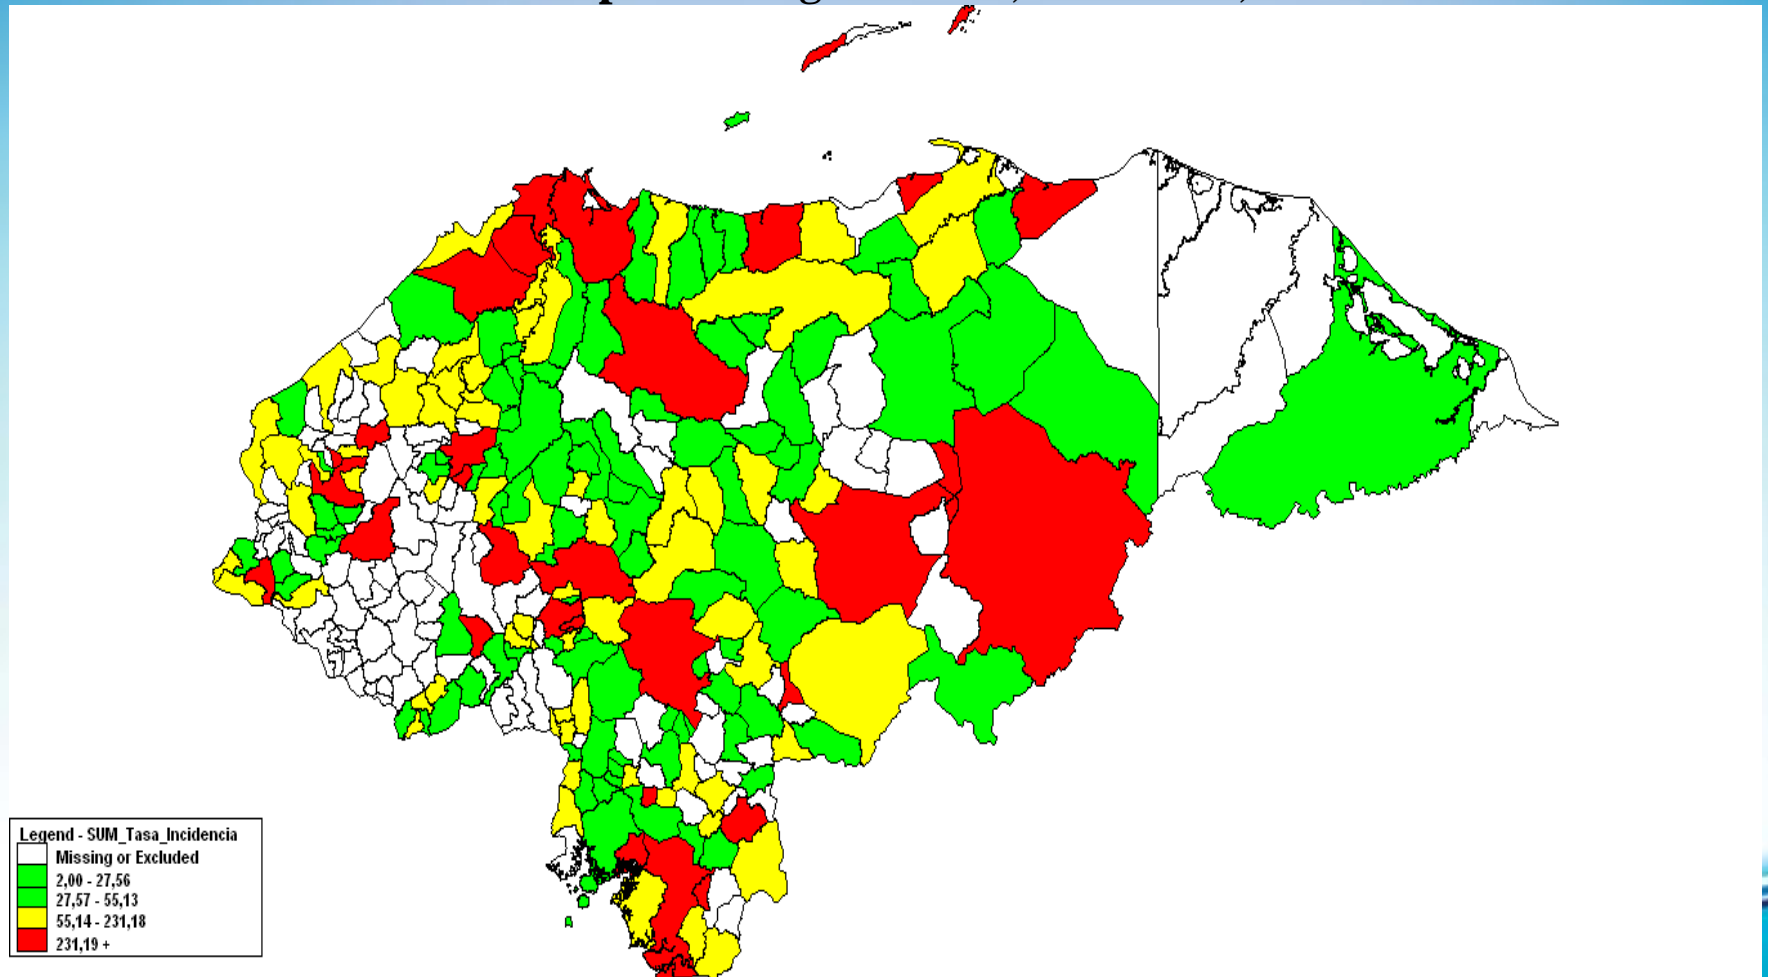 Legend - SUM_Tasa_Incidencia
Missing or Excluded
2,00 - 27,56
27,57 - 55,13
55,14 - 231,18
231,19 +